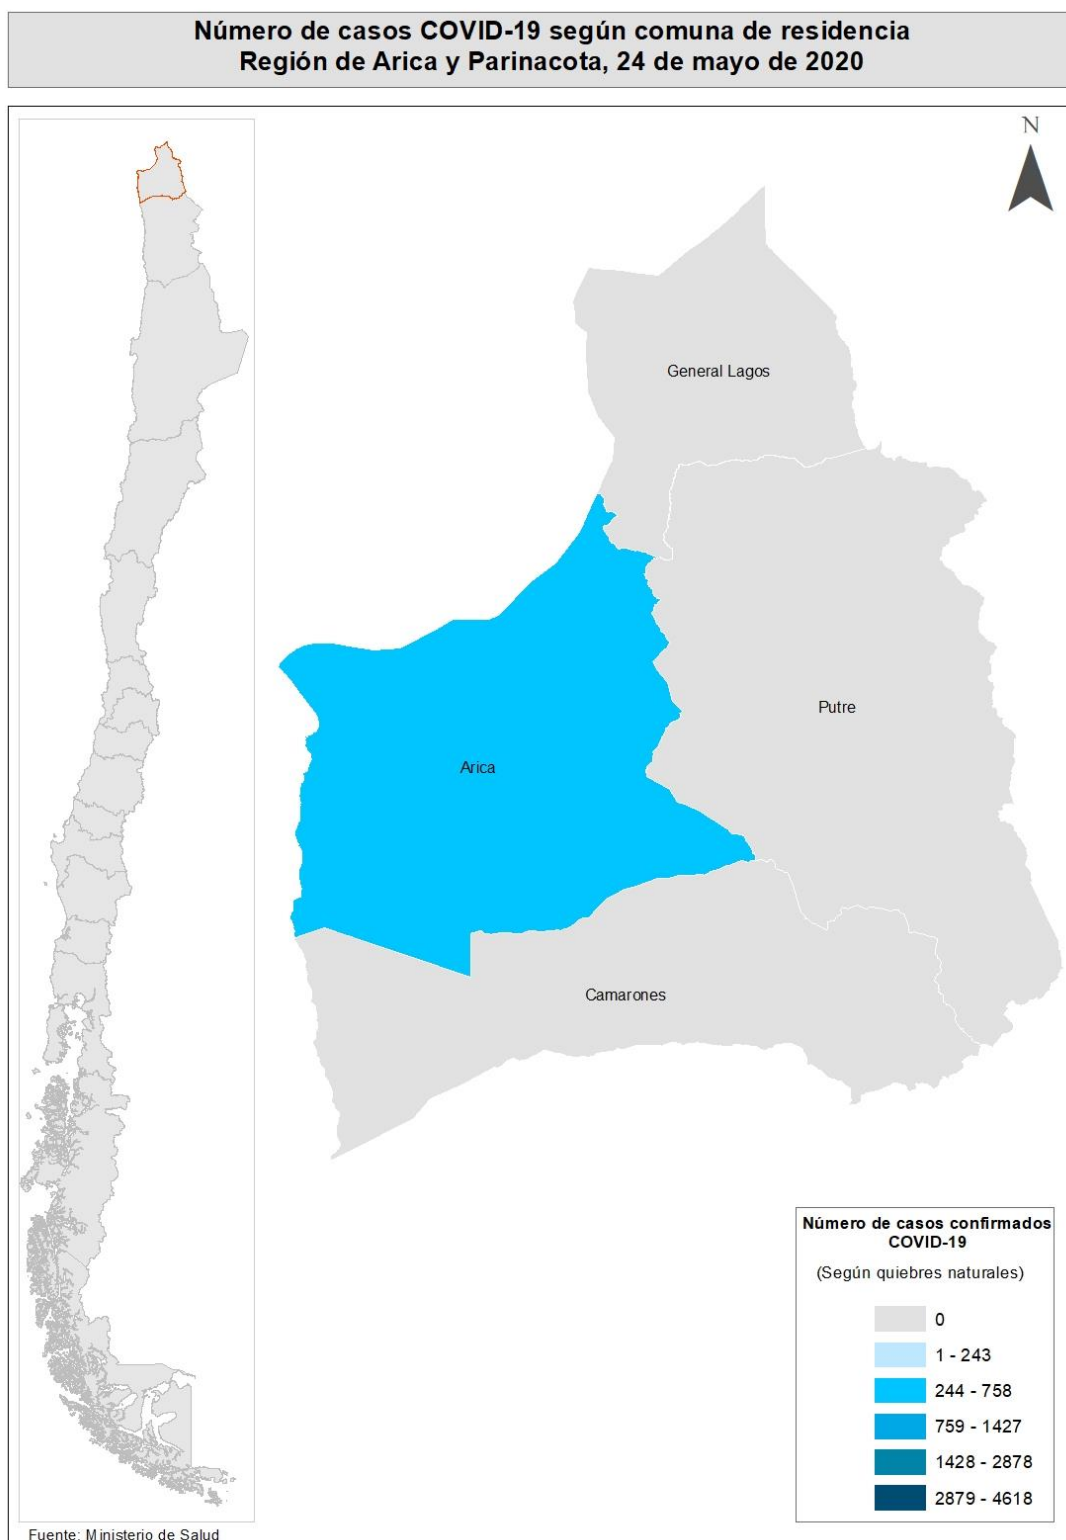 Número de casos COVID-19 según comuna de residencia
Región de Arica y Parinacota, 24 de mayo de 2020
N
General Lagos
Putre
Arica
Camarones
Número de casos confirmados
COVID-19
(Según quiebres naturales)
0
1 - 243
244 - 758
759 - 1427
1428 - 2878
2879 - 4618
Fuente: Ministerio de Salud